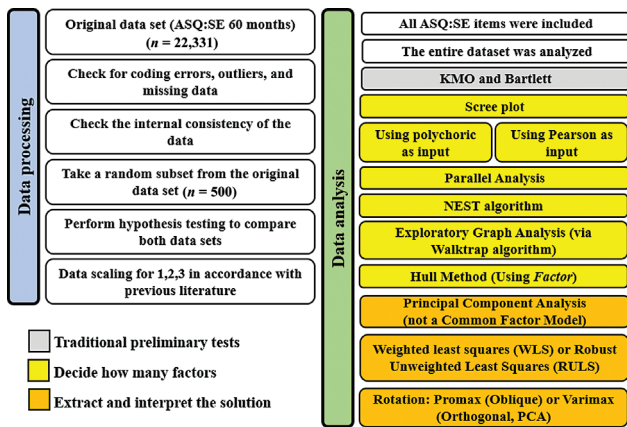 Data processing
Original data set (ASQ:SE 60 months)
(n = 22,331)
Check for coding errors, outliers, and
missing data
Check the internal consistency of the
data
Take a random subset from the original
data set (n = 500)
Perform hypothesis testing to compare
both data sets
Data scaling for 1,2,3 in accordance with
previous literature
Traditional preliminary tests
Decide how many factors
Extract and interpret the solution
Data analysis
All ASQ:SE items were included
The entire dataset was analyzed
KMO and Bartlett
Scree plot
Using polychoric
as input
Using Pearson as
input
Parallel Analysis
NEST algorithm
Exploratory Graph Analysis (via
Walktrap algorithm)
Hull Method (Using Factor)
Principal Component Analysis
(not a Common Factor Model)
Weighted least squares (WLS) or Robust
Unweighted Least Squares (RULS)
Rotation: Promax (Oblique) or Varimax
(Orthogonal, PCA)